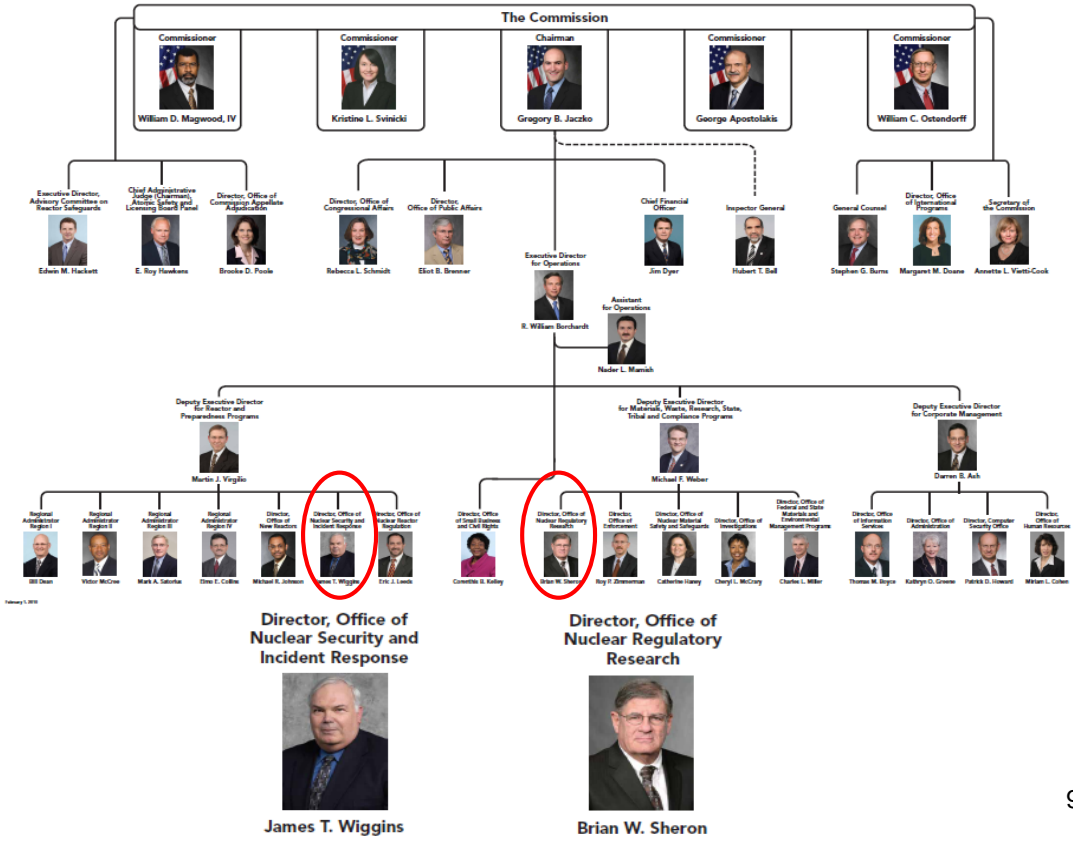 The Commission
Commissioner
William D. Magwood, IV
Commissioner
Kristine L. Svinicki
Chairman
Gregory B. Jaczko
Commissioner
George Apostolakis
Commissioner
William C. Ostendorff
Executive Director,
Advisory Committee on
Reactor Safeguards
Edwin M. Hackett
Chief Administrative
Judge (Chairman),
Atomic Safety and
Licensing Board Panel
E. Roy Hawkens
Director, Office of
Commission Appellate
Adjudication
Brooke D. Poole
Director, Office of
Congressional Affairs
Rebecca L. Schmidt
Director,
Office of Public Affairs
Eliot B. Brenner
Chief Financial
Officer
Jim Dyer
Inspector General
Hubert T. Bell
General Counsel
Stephen G. Burns
Director, Office
of International
Programs
Margaret M. Doane
Secretary of
the Commission
Annette L. Vietti-Cook
Executive Director
for Operations
R. William Borchardt
Assistant
for Operations
Nader L. Mamish
Deputy Executive Director
for Reactor and
Preparedness Programs
Martin J. Virgilio
Deputy Executive Director
for Materials, Waste, Research, State,
Tribal and Compliance Programs
Michael F. Weber
Deputy Executive Director
for Corporate Management
Darren B. Ash
Regional
Administrator
Region I
Bill Dean
Regional
Administrator
Region II
Victor McCree
Regional
Administrator
Region III
Mark A. Satorius
Regional
Administrator
Region IV
Elmo E. Collins
Director,
Office of
New Reactors
Michael R. Johnson
Director, Office of
Nuclear Security and
Incident Response
James T. Wiggins
Director, Office of
Nuclear Reactor
Regulation
Eric J. Leeds
Director, Office
of Small Business
and Civil Rights
Corenthis B. Kelley
Director, Office of
Nuclear Regulatory
Research
Brian W. Sheron
Director,
Office of
Enforcement
Roy P. Zimmerman
Director, Office of
Nuclear Material
Safety and Safeguards
Catherine Haney
Director, Office of
Investigations
Cheryl L. McCrary
Director, Office of
Federal and State
Materials and
Environmental
Management Programs
Charles L. Miller
Director, Office
of Information
Services
Thomas M. Boyce
Director, Office of
Administration
Kathryn O. Greene
Director, Computer
Security Office
Patrick D. Howard
Director,
Office of
Human Resources
Miriam L. Cohen
Director, Office of
Nuclear Security and
Incident Response
James T. Wiggins
Director, Office of
Nuclear Regulatory
Research
Brian W. Sheron
9